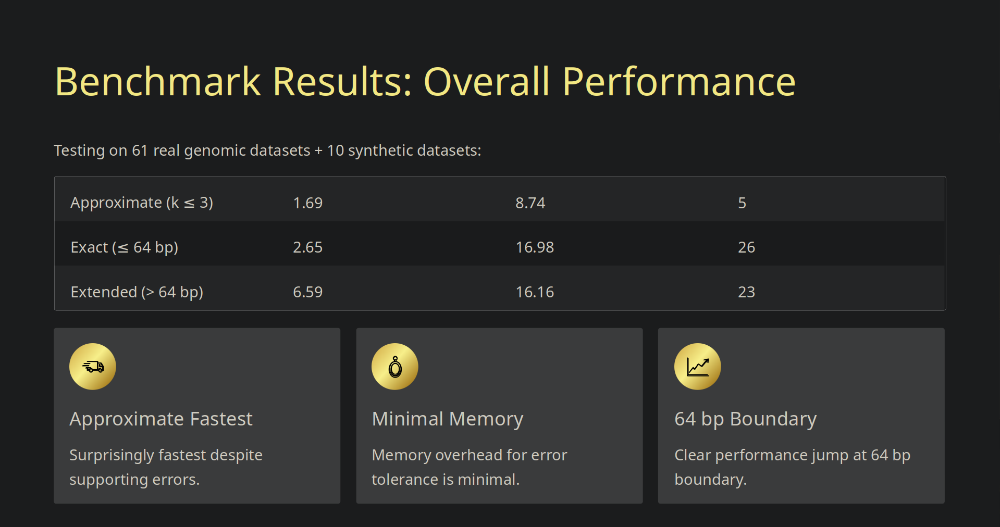 Benchmark Results: Overall Performance
Testing on 61 real genomic datasets + 10 synthetic datasets:
Approximate (k ≤ 3) 1.69 8.74 5
Exact (≤ 64 bp) 2.65 16.98 26
Extended (> 64 bp) 6.59 16.16 23
Approximate Fastest
Surprisingly fastest despite
supporting errors.
Minimal Memory
Memory overhead for error
tolerance is minimal.
64 bp Boundary
Clear performance jump at 64 bp
boundary.